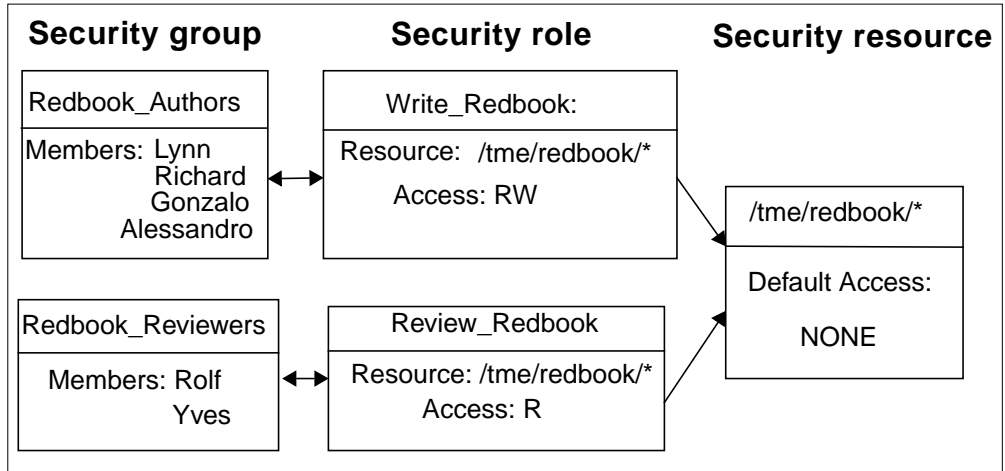 Security group
Security role
Security resource
Redbook_Authors
Members: Lynn
Richard
Gonzalo
Alessandro
Write_Redbook:
Resource: /tme/redbook/*
Access: RW
/tme/redbook/*
Default Access:
NONE
Redbook_Reviewers
Members: Rolf
Yves
Review_Redbook
Resource: /tme/redbook/*
Access: R